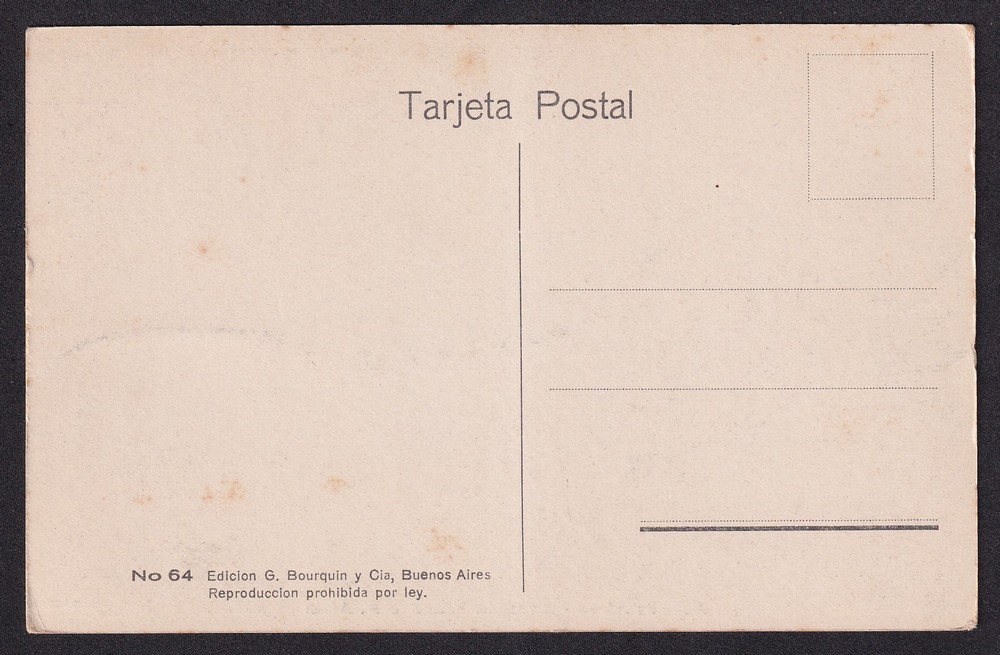 Tarjeta Postal
No 64 Edicion G. Bourquin y Cia, Buenos Aires
Reproduccion prohibida por ley.